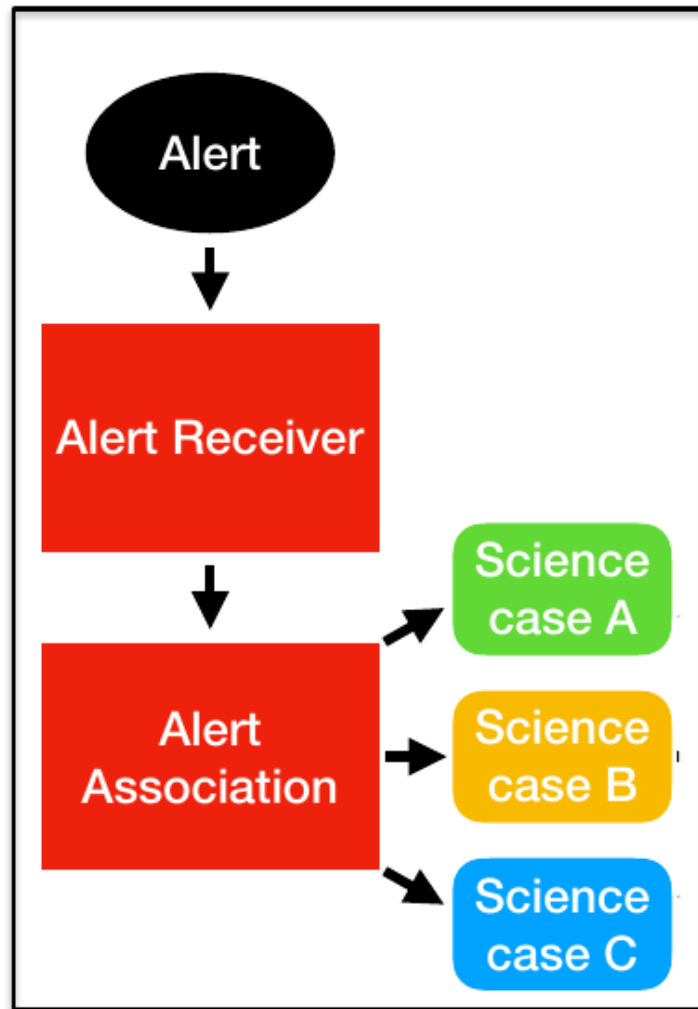 Alert
Alert Receiver
Alert
Association
Science
case A
Science
case B
Science
case C